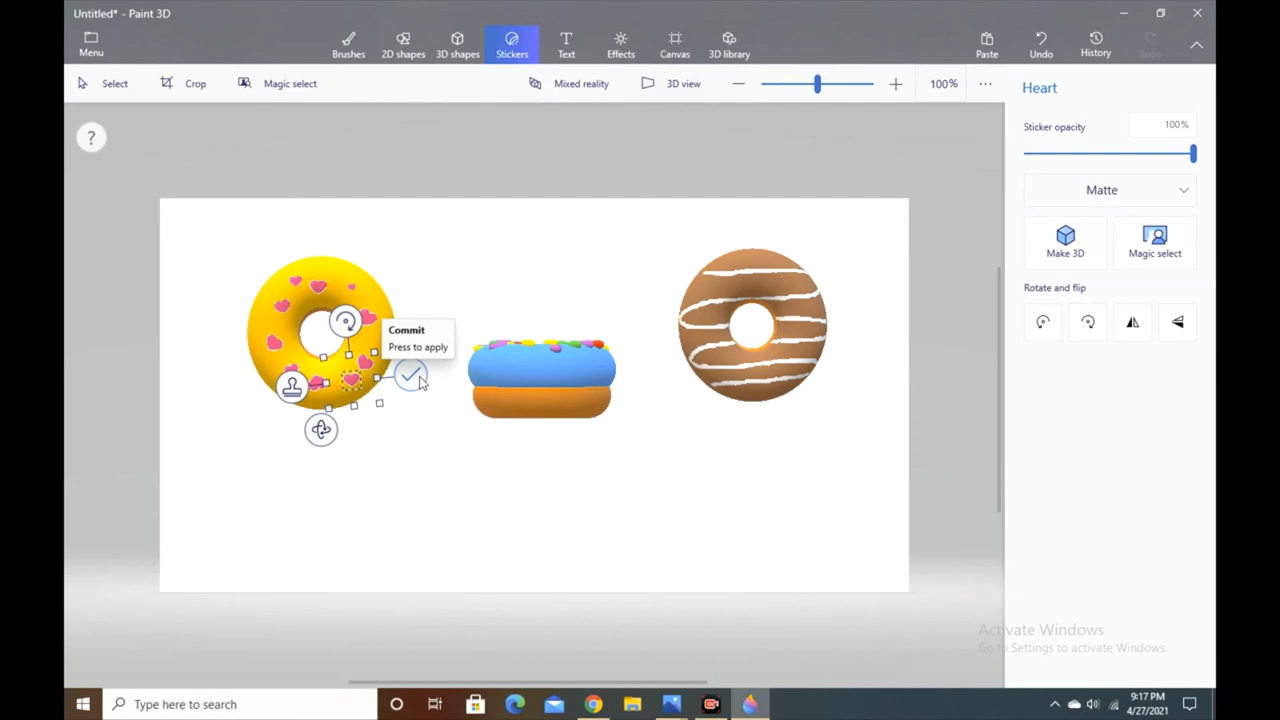 Untitled* - Paint 3D
Menu
Brushes
2D shapes
3D shapes
Stickers
Text
Effects
Canvas
3D library
Paste
Undo
History
Redo
Select
Crop
Magic select
Mixed reality
3D view
100%
Heart
Sticker opacity
100%
Matte
Make 3D
Magic select
Rotate and flip
?
Commit
Press to apply
Activate Windows
Go to Settings to activate Windows.
Type here to search
9:17 PM
4/27/2021